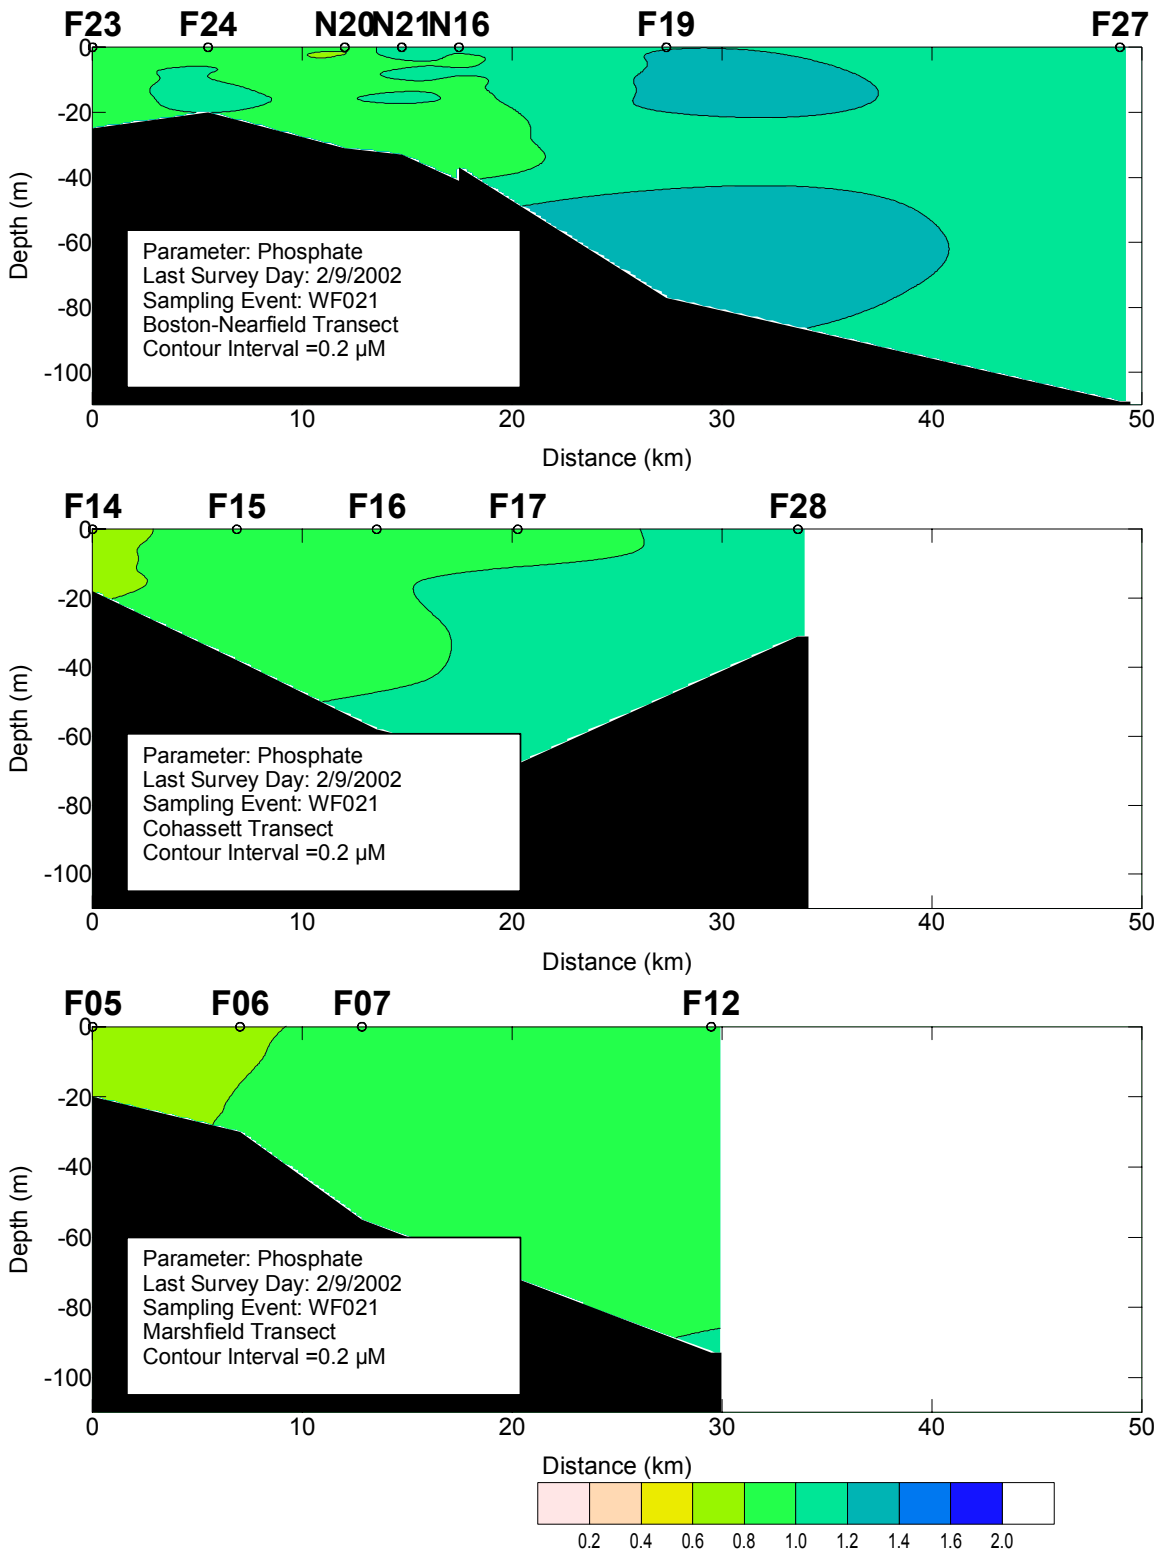 F23 F24 N20 N21 N16 F19 F27
0
-20
-40
-60
-80
-100
Depth (m)
Parameter: Phosphate
Last Survey Day: 2/9/2002
Sampling Event: WF021
Boston-Nearfield Transect
Contour Interval =0.2 µM
0 10 20 30 40 50
Distance (km)
F14 F15 F16 F17 F28
0
-20
-40
-60
-80
-100
Depth (m)
Parameter: Phosphate
Last Survey Day: 2/9/2002
Sampling Event: WF021
Cohassett Transect
Contour Interval =0.2 µM
0 10 20 30 40 50
Distance (km)
F05 F06 F07 F12
0
-20
-40
-60
-80
-100
Depth (m)
Parameter: Phosphate
Last Survey Day: 2/9/2002
Sampling Event: WF021
Marshfield Transect
Contour Interval =0.2 µM
0 10 20 30 40 50
Distance (km)
0.2 0.4 0.6 0.8 1.0 1.2 1.4 1.6 2.0